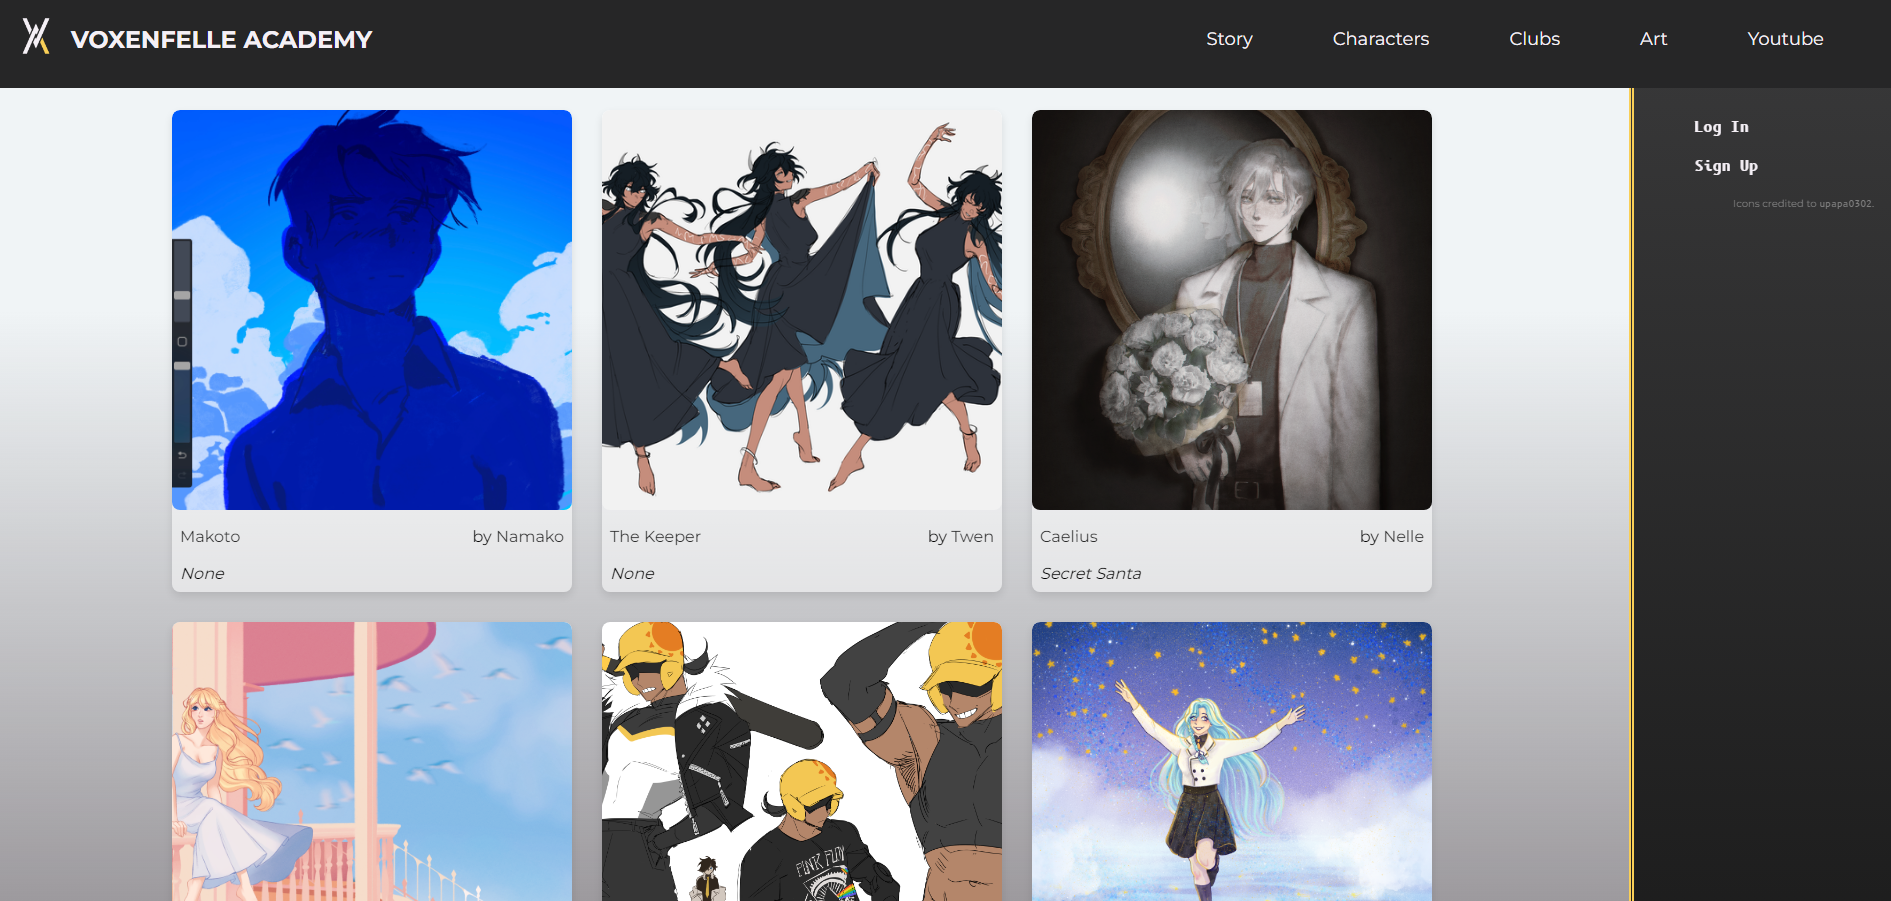 VOXENFELLE ACADEMY
Story Characters Clubs Art Youtube
Log In
Sign Up
Icons credited to upapa0302.
Makoto by Namako
None
The Keeper by Twen
None
Caelius by Nelle
Secret Santa
PINK FLOY